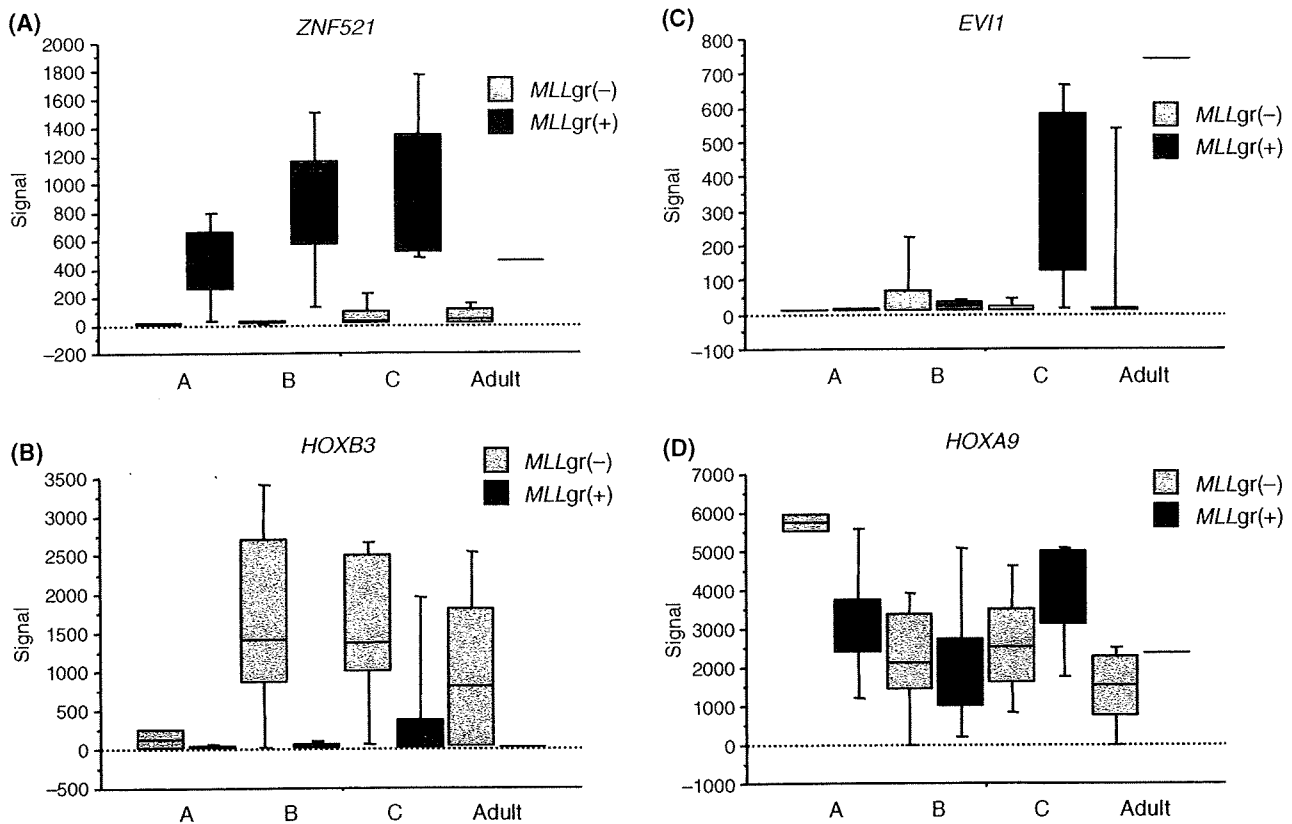 (A)
ZNF521
2000
1800
1600
1400
1200
1000
800
600
400
200
0
−200
Signal
MLLgr(−)
MLLgr(+)
A B C Adult
(C)
EVI1
800
700
600
500
400
300
200
100
0
−100
Signal
MLLgr(−)
MLLgr(+)
A B C Adult
(B)
HOXB3
3500
3000
2500
2000
1500
1000
500
0
−500
Signal
MLLgr(−)
MLLgr(+)
A B C Adult
(D)
HOXA9
7000
6000
5000
4000
3000
2000
1000
0
−1000
Signal
MLLgr(−)
MLLgr(+)
A B C Adult